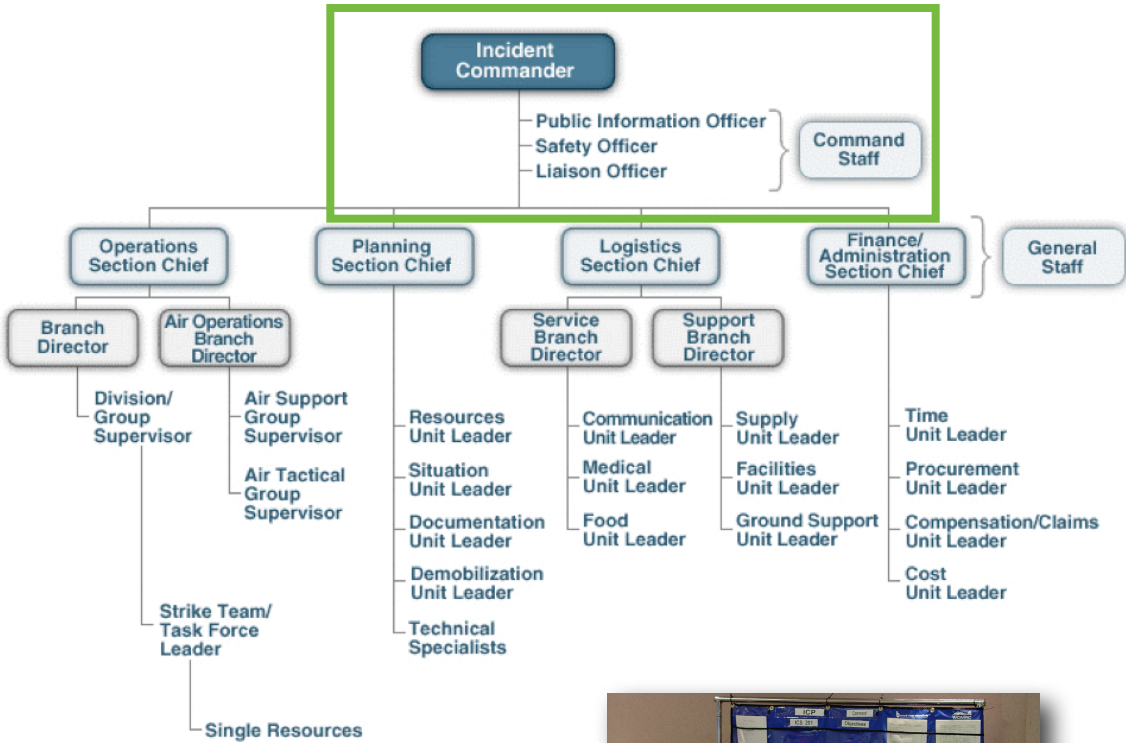 Incident
Commander
Public Information Officer
Safety Officer
Liaison Officer
Command
Staff
Operations
Section Chief
Planning
Section Chief
Logistics
Section Chief
Finance/
Administration
Section Chief
General
Staff
Branch
Director
Air Operations
Branch
Director
Service
Branch
Director
Support
Branch
Director
Division/
Group
Supervisor
Air Support
Group
Supervisor
Air Tactical
Group
Supervisor
Strike Team/
Task Force
Leader
Single Resources
Resources
Unit Leader
Situation
Unit Leader
Documentation
Unit Leader
Demobilization
Unit Leader
Technical
Specialists
Communication
Unit Leader
Medical
Unit Leader
Food
Unit Leader
Supply
Unit Leader
Facilities
Unit Leader
Ground Support
Unit Leader
Time
Unit Leader
Procurement
Unit Leader
Compensation/Claims
Unit Leader
Cost
Unit Leader
ICP
ICS 201
Objectives